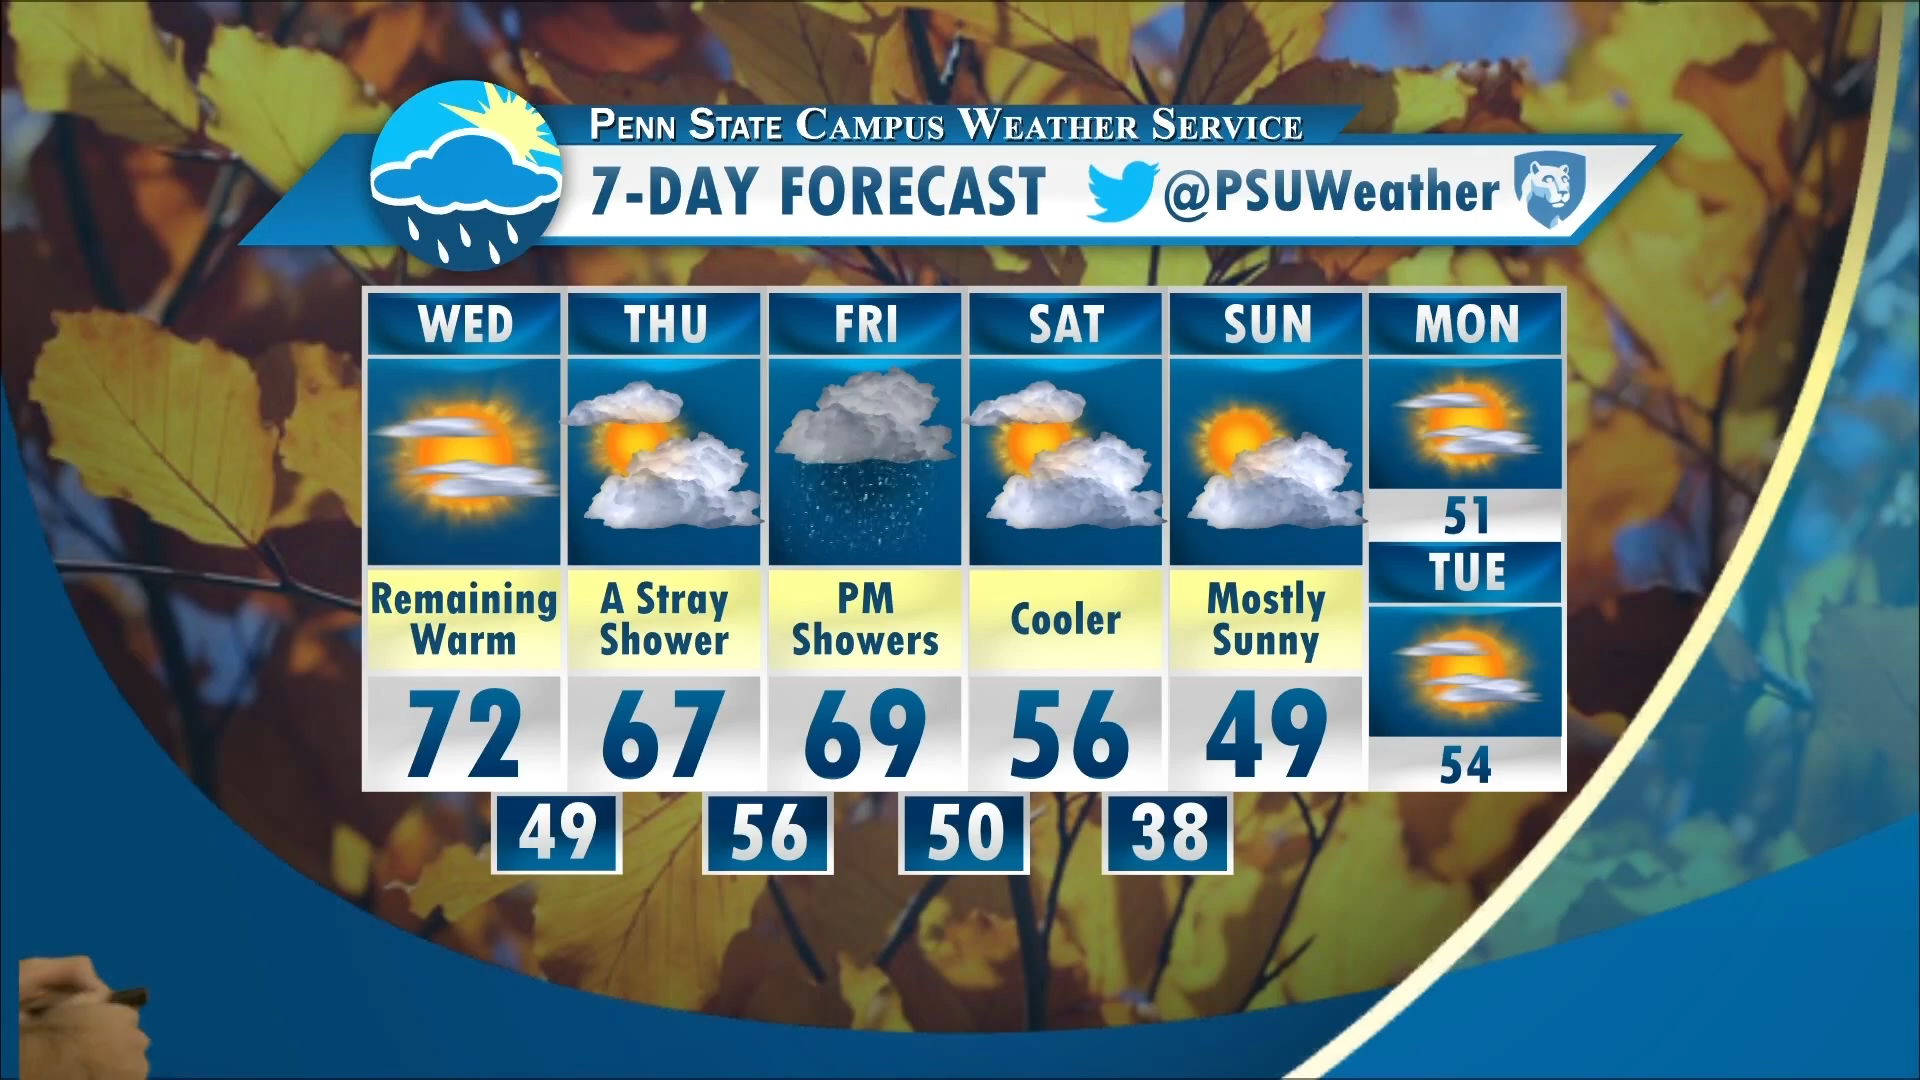 PENN STATE CAMPUS WEATHER SERVICE
7-DAY FORECAST @PSUWeather
WED THU FRI SAT SUN MON
51
TUE
Remaining Warm
A Stray Shower
PM Showers
Cooler
Mostly Sunny
72 67 69 56 49 54
49 56 50 38